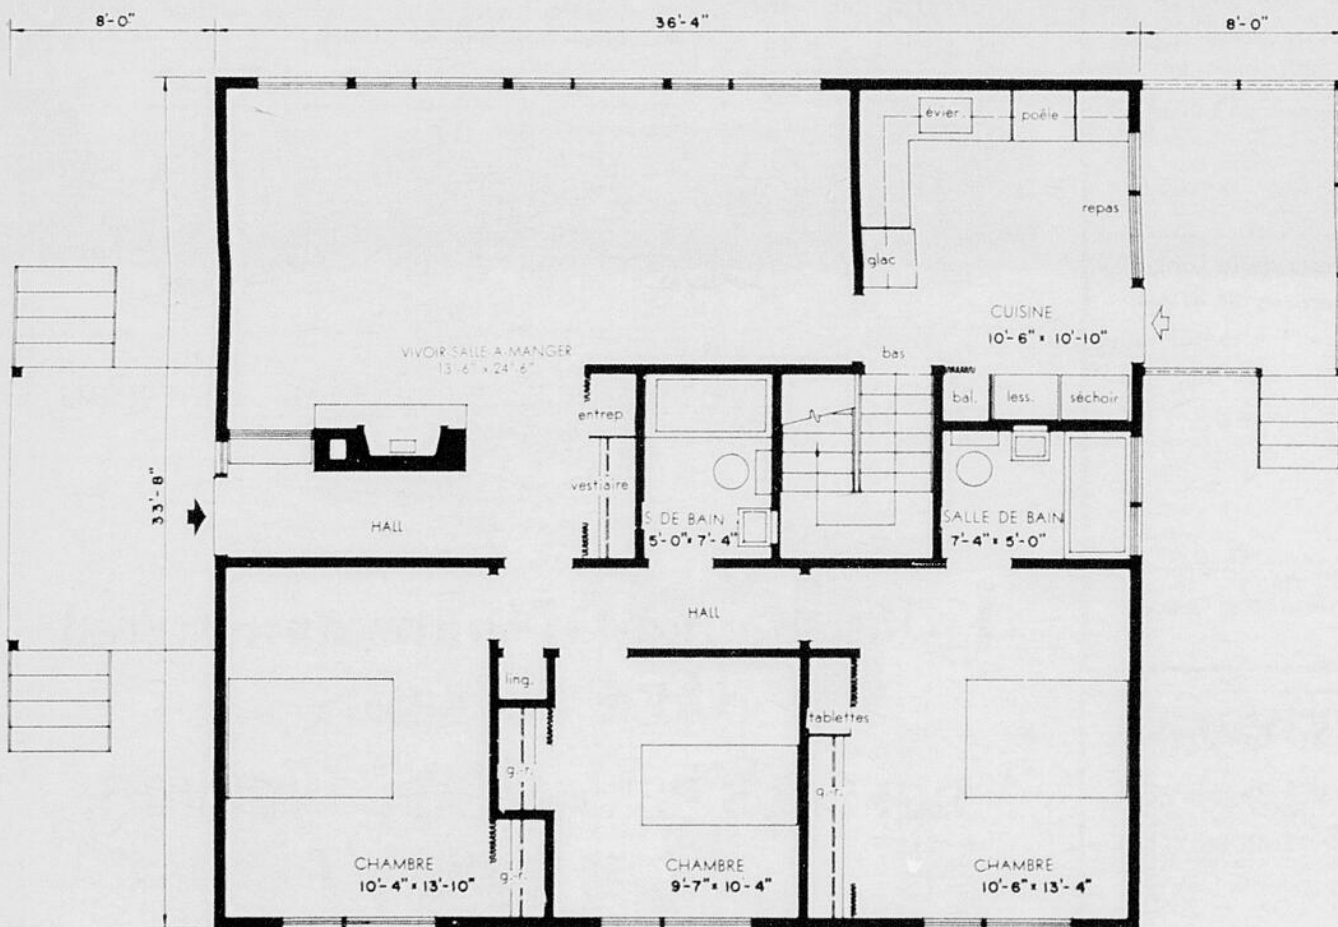 8'-0"
36'-4"
8'-0"
évier
poêle
repas
glac
CUISINE
10'-6" x 10'-10"
VIVOIR-SALLE-A-MANGER
13'-6" x 24'-6"
bas
entrep.
bal.
less.
séchoir
33'-8"
vestiaire
HALL
S. DE BAIN
5'-0" x 7'-4"
SALLE DE BAIN
7'-4" x 5'-0"
HALL
ling.
tablettes
g.-r.
g.-r.
g.-r.
CHAMBRE
10'-4" x 13'-10"
CHAMBRE
9'-7" x 10'-4"
CHAMBRE
10'-6" x 13'-4"